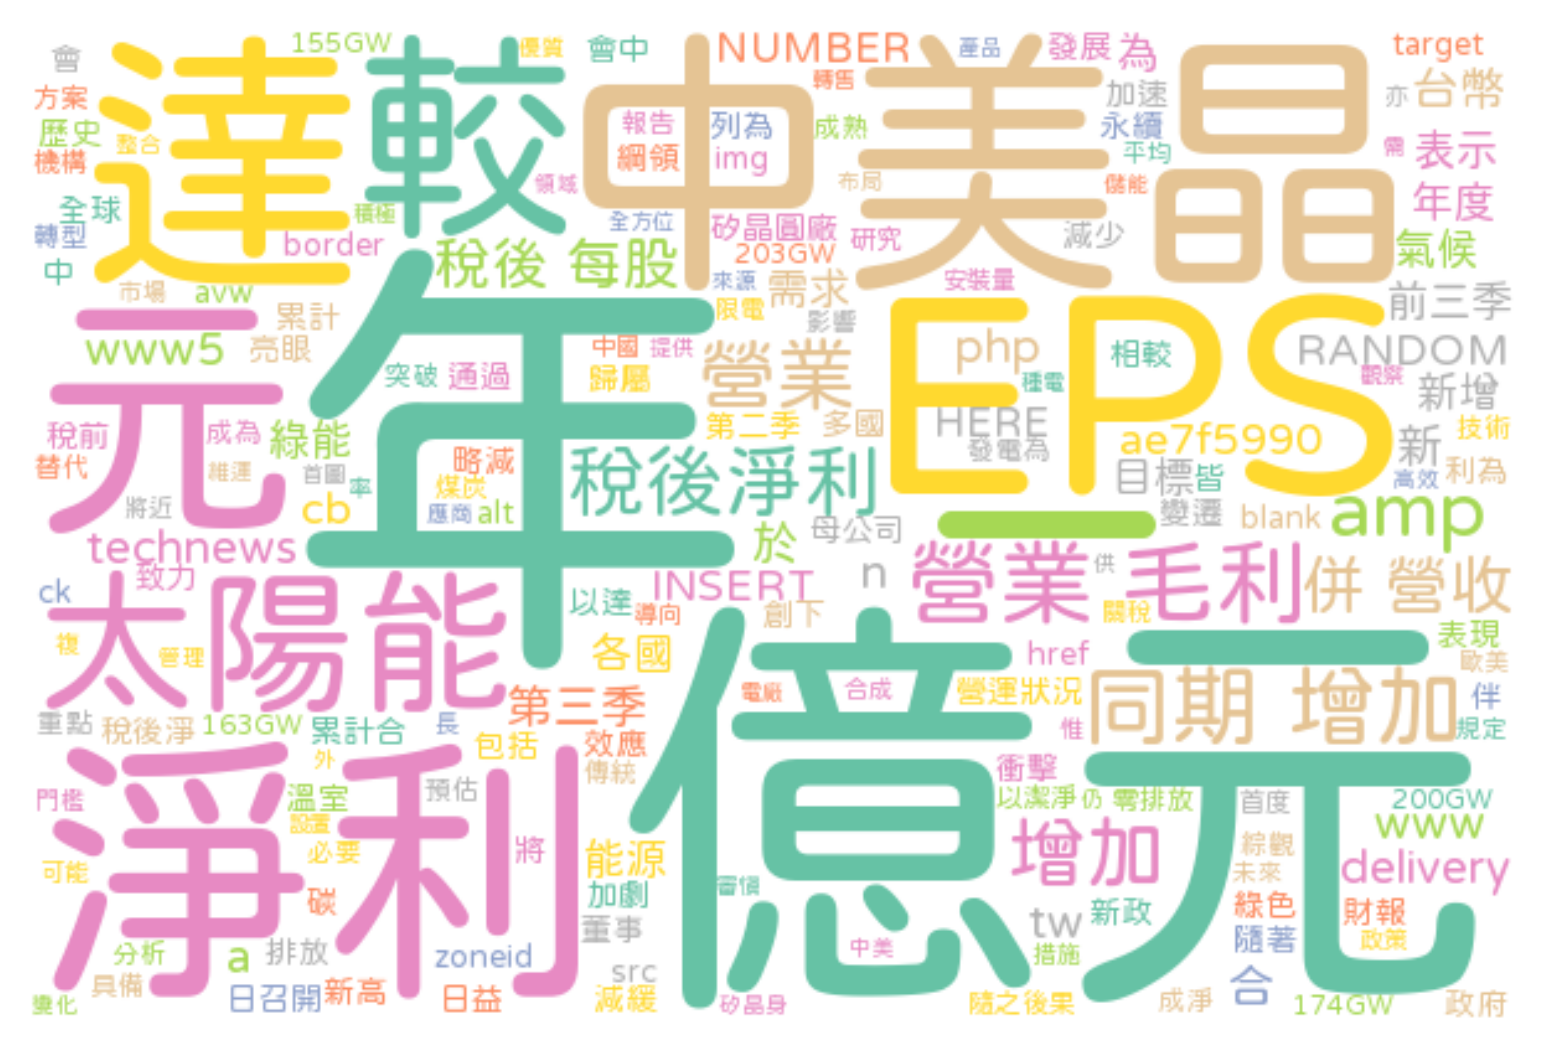 會
155GW
優質
會中
NUMBER
產品
發展
為
target
方案
達
較
中美晶
轉售
加速
亦
台幣
歷史
整合
報告
列為
成熟
永續
機構
綱領
img
平均
需
表示
領域
布局
儲能
年度
全球
積極
全方位
矽晶圓廠
研究
減少
轉型
border
203GW
氣候
中
稅後 每股
來源
需求
安裝量
市場
avw
限電
前三季
元
累計
影響
www5
亮眼
年
中國
提供
營業
EPS
php
相較
RANDOM
突破
通過
歸屬
種電
觀察
新增
HERE
稅前
成為
綠能
第二季
多國
ae7f5990
新
技術
發電為
替代
維運
首圖
率
略減
稅後淨利
目標
皆
高效
利為
煤炭
將近
cb
應商
alt
變遷
blank
amp
technews
於
母公司
致力
n
營業 毛利
供
併 營收
ck
INSERT
以達
導向
創下
關稅
太陽能
複
管理
各國
href
表現
歐美
第三季
電廠
合成
營運狀況
同期 增加
伴
重點
稅後淨
163GW
累計合
長
億元
惟
規定
外
包括
效應
淨利
傳統
衝擊
門檻
溫室
預估
以潔淨
仍
零排放
首度
200GW
設置
www
可能
必要
將
能源
增加
綜觀
delivery
未來
碳
加劇
審慎
董事
tw
新政
綠色
財報
分析
a
排放
zoneid
中美
措施
隨著
政策
src
具備
日召開
新高
日益
減緩
合
變化
矽晶身
隨之後果
成淨
174GW
政府